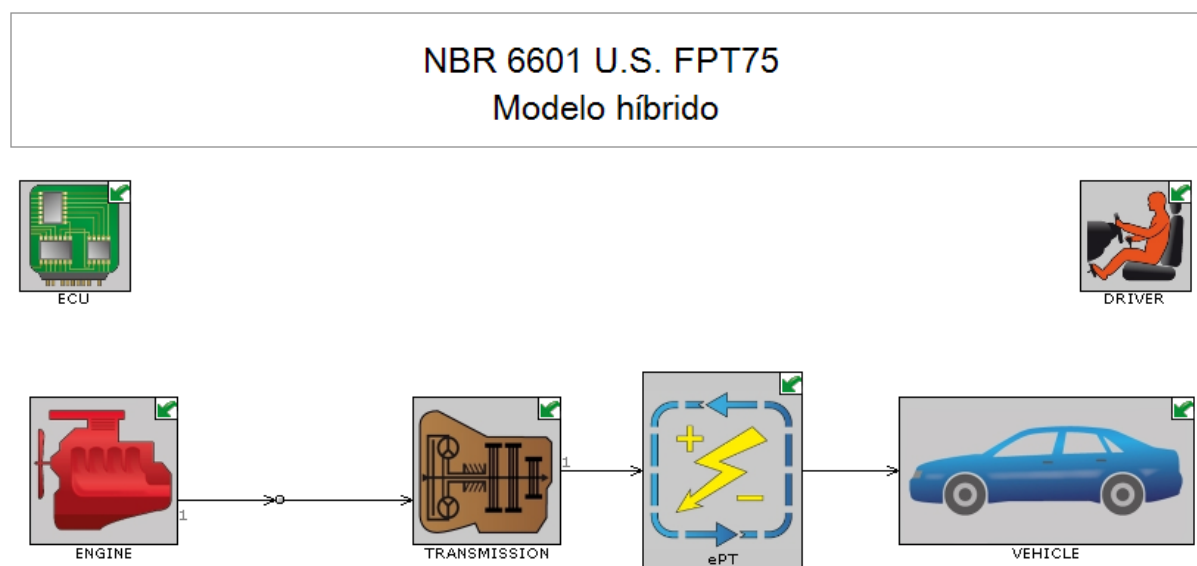 NBR 6601 U.S. FPT75
Modelo híbrido
ECU
DRIVER
1
1
ENGINE
TRANSMISSION
ePT
VEHICLE